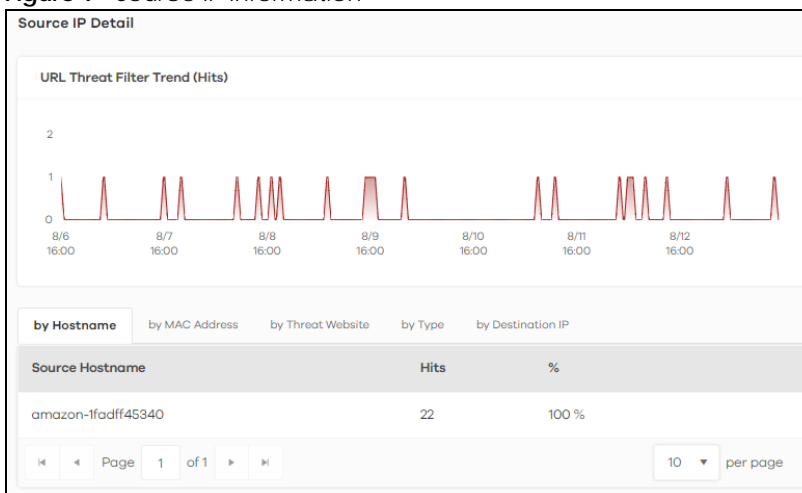 Source IP Detail
URL Threat Filter Trend (Hits)
2
1
0
8/6 8/7 8/8 8/9 8/10 8/11 8/12
16:00 16:00 16:00 16:00 16:00 16:00 16:00
by Hostname by MAC Address by Threat Website by Type by Destination IP
Source Hostname Hits %
amazon-1fadff45340 22 100 %
Page 1 of 1 10 per page